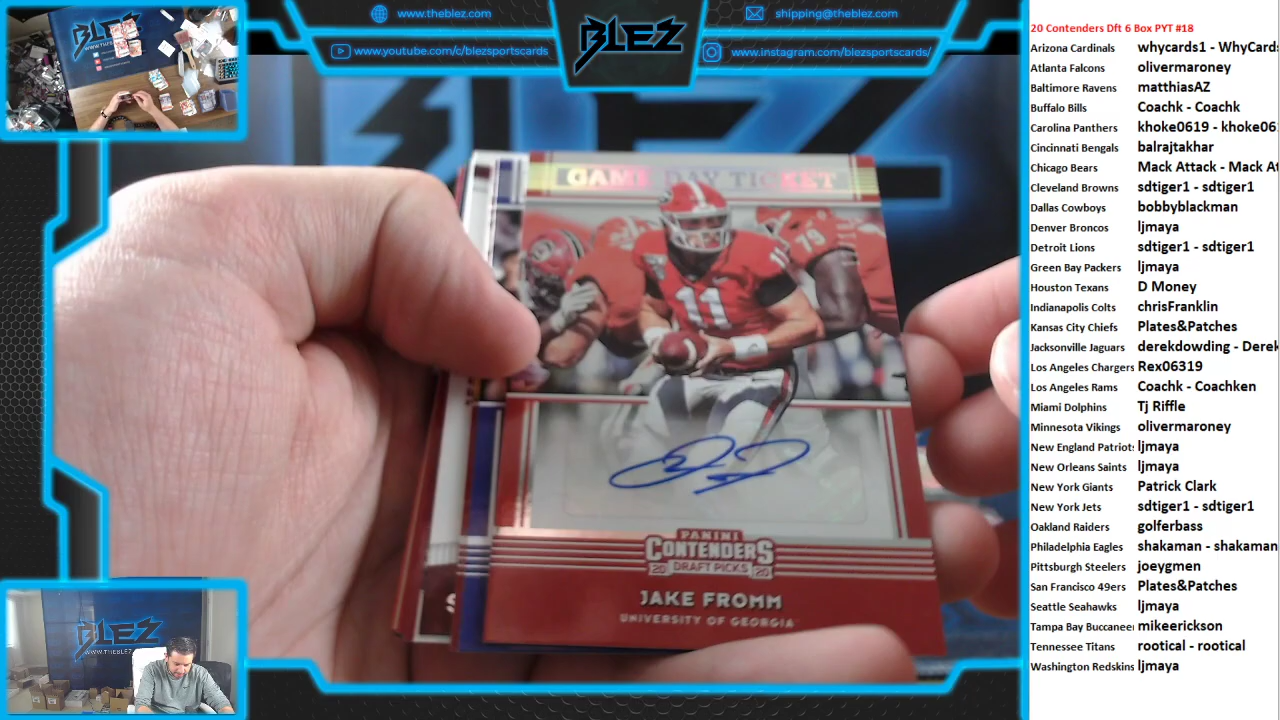 www.theblez.com
shipping@theblez.com
www.youtube.com/c/blezsportscards
BLEZ
www.instagram.com/blezsportscards/
GAME DAY TICKET
11
11
79
PANINI
CONTENDERS
20 DRAFT PICKS 20
JAKE FROMM
UNIVERSITY OF GEORGIA
BLEZ
20 Contenders Dft 6 Box PYT #18
Arizona Cardinals whycards1 - WhyCards
Atlanta Falcons olivermaroney
Baltimore Ravens matthiasAZ
Buffalo Bills Coachk - Coachk
Carolina Panthers khoke0619 - khoke06
Cincinnati Bengals balrajtakhar
Chicago Bears Mack Attack - Mack At
Cleveland Browns sdtiger1 - sdtiger1
Dallas Cowboys bobbyblackman
Denver Broncos ljmaya
Detroit Lions sdtiger1 - sdtiger1
Green Bay Packers ljmaya
Houston Texans D Money
Indianapolis Colts chrisFranklin
Kansas City Chiefs Plates&Patches
Jacksonville Jaguars derekdowding - Derek
Los Angeles Chargers Rex06319
Los Angeles Rams Coachk - Coachken
Miami Dolphins Tj Riffle
Minnesota Vikings olivermaroney
New England Patriots ljmaya
New Orleans Saints ljmaya
New York Giants Patrick Clark
New York Jets sdtiger1 - sdtiger1
Oakland Raiders golferbass
Philadelphia Eagles shakaman - shakaman
Pittsburgh Steelers joeygmen
San Francisco 49ers Plates&Patches
Seattle Seahawks ljmaya
Tampa Bay Buccanee mikeerickson
Tennessee Titans rootical - rootical
Washington Redskins ljmaya